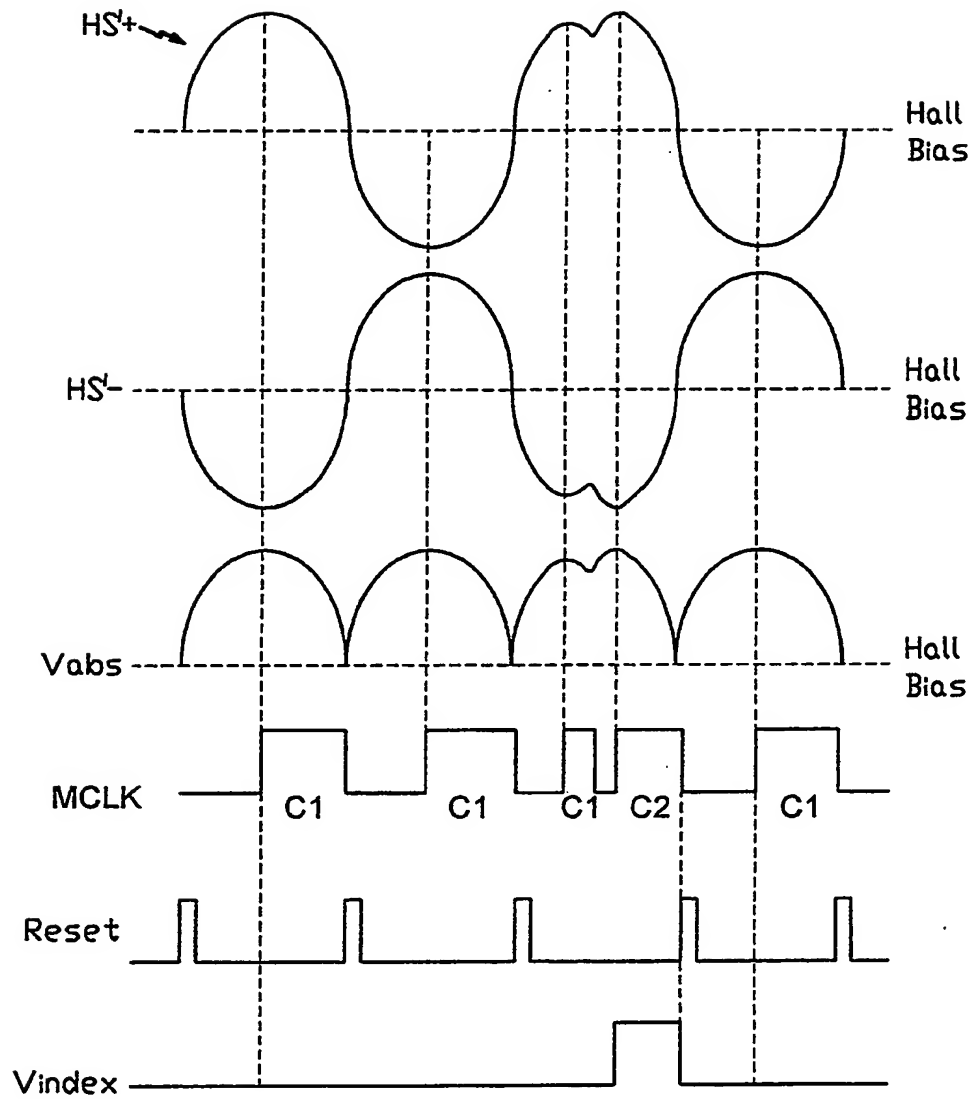 HS'+
Hall
Bias
HS'-
Hall
Bias
Vabs
Hall
Bias
MCLK
C1
C1
C1
C2
C1
Reset
Vindex